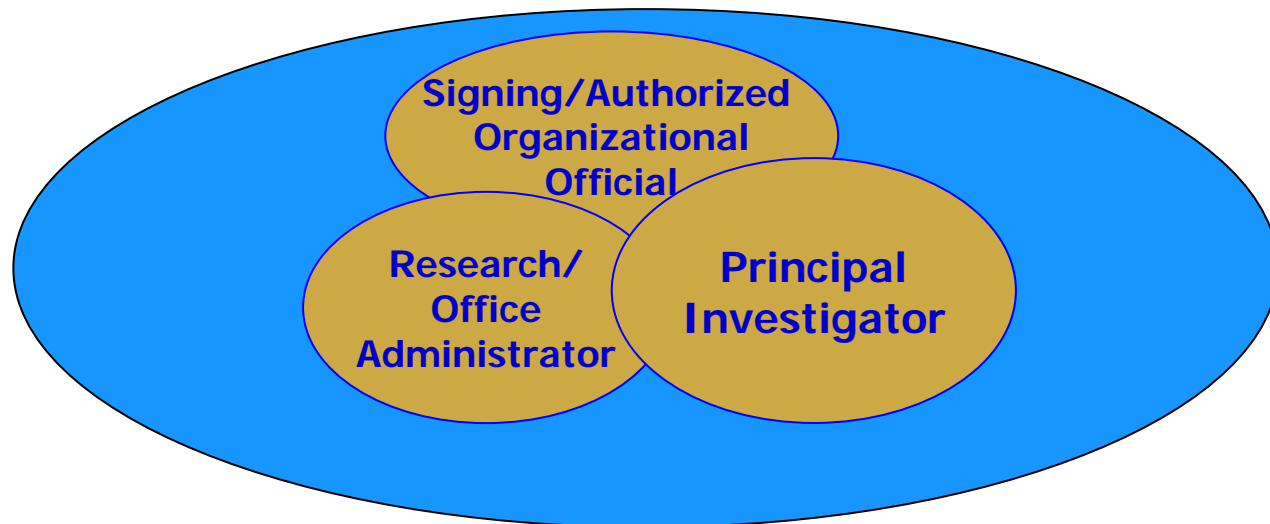 Signing/Authorized
Organizational
Official
Research/
Office
Administrator
Principal
Investigator